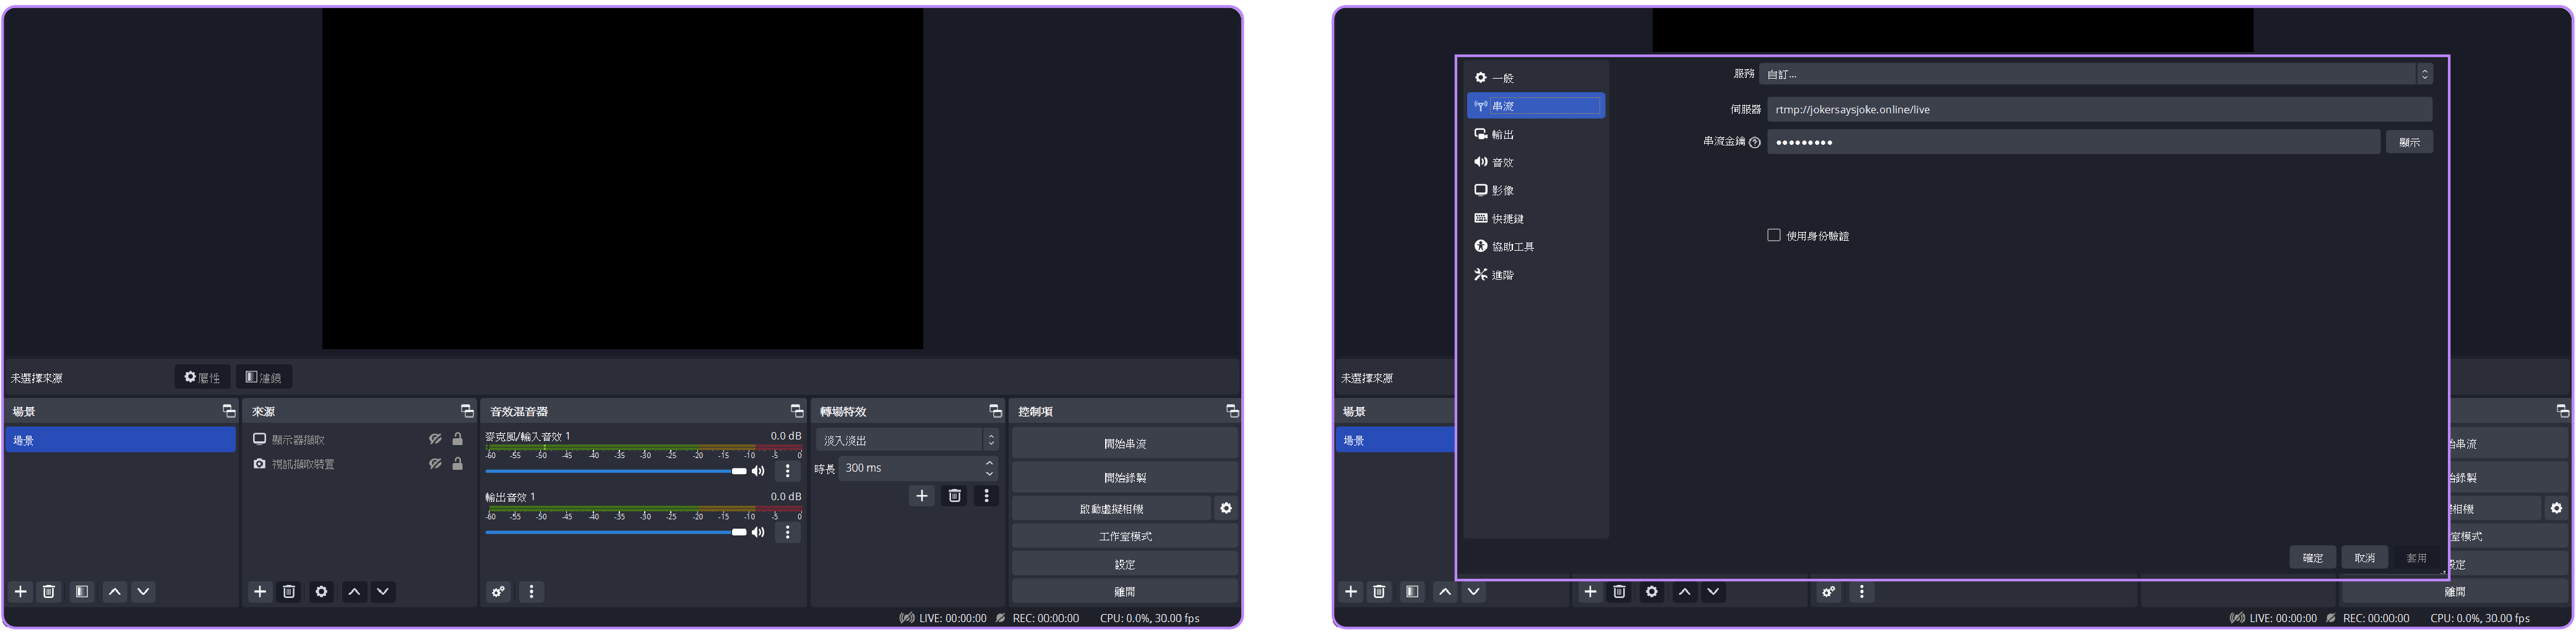 未選擇來源
屬性
濾鏡
場景
場景
來源
顯示器擷取
視訊擷取裝置
音效混音器
麥克風/輸入音效 1
0.0 dB
-60 -55 -50 -45 -40 -35 -30 -25 -20 -15 -10 -5 0
輸出音效 1
0.0 dB
-60 -55 -50 -45 -40 -35 -30 -25 -20 -15 -10 -5 0
轉場特效
淡入淡出
時長 300 ms
控制項
開始串流
開始錄製
啟動虛擬相機
工作室模式
設定
離開
LIVE: 00:00:00 REC: 00:00:00 CPU: 0.0%, 30.00 fps
一般
串流
輸出
音效
影像
快捷鍵
協助工具
進階
服務 自訂...
伺服器 rtmp://jokersaysjoke.online/live
串流金鑰 ●●●●●●●●● 顯示
使用身份驗證
確定 取消 套用
未選擇來源
場景
場景
始串流
始錄製
相機
室模式
設定
離開
LIVE: 00:00:00 REC: 00:00:00 CPU: 0.0%, 30.00 fps